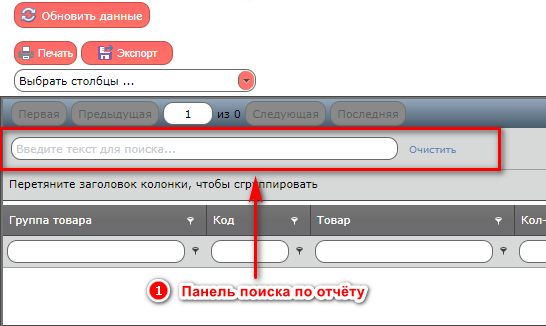 Обновить данные
Печать Экспорт
Выбрать столбцы ...
Первая Предыдущая 1 из 0 Следующая Последняя
Введите текст для поиска... Очистить
Перетяните заголовок колонки, чтобы сгруппировать
Группа товара Код Товар Кол-
1 Панель поиска по отчёту